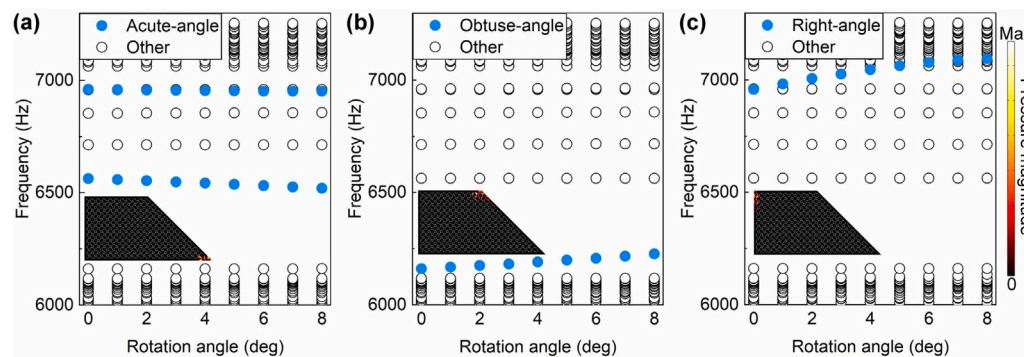 (a)
Acute-angle
Other
7000
6500
6000
Frequency (Hz)
0 2 4 6 8
Rotation angle (deg)
(b)
Obtuse-angle
Other
7000
6500
6000
Frequency (Hz)
0 2 4 6 8
Rotation angle (deg)
(c)
Right-angle
Other
7000
6500
6000
Frequency (Hz)
0 2 4 6 8
Rotation angle (deg)
0